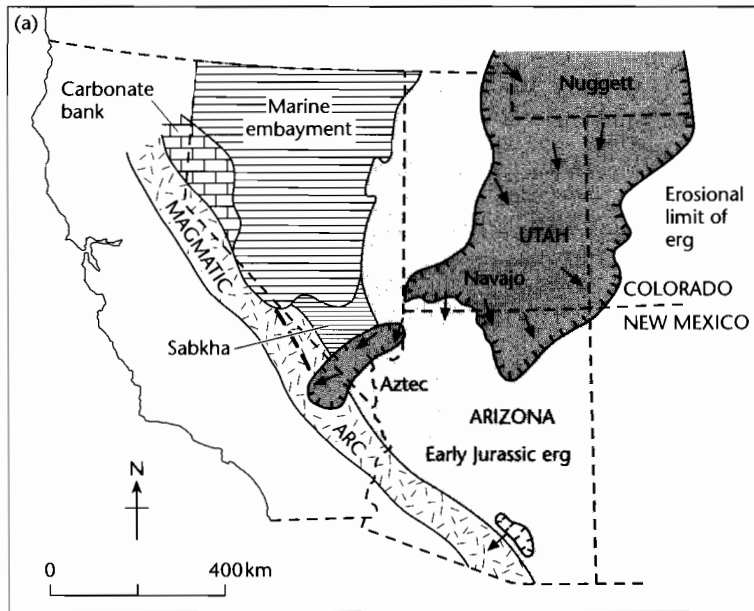 (a)
Carbonate
bank
Marine
embayment
Nuggett
MAGMATIC
Erosional
limit of
erg
UTAH
Navajo
COLORADO
NEW MEXICO
Sabkha
Aztec
ARIZONA
ARC
Early Jurassic erg
N
0 400 km